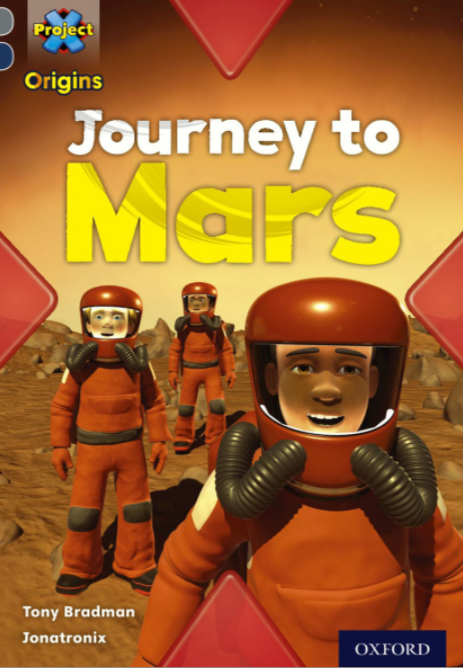 Project
X
Origins
Journey to
Mars
Tony Bradman
Jonatronix
OXFORD